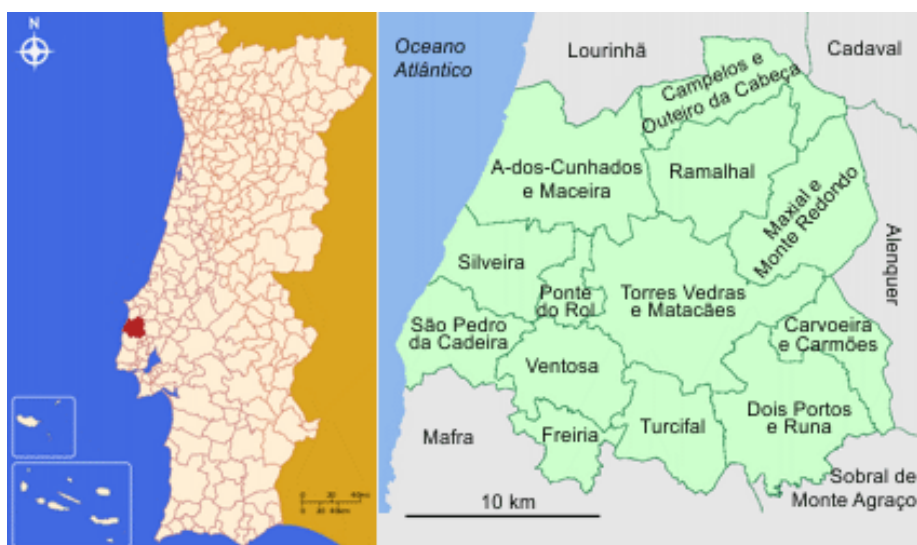 N
Oceano
Atlântico
Lourinhã
Cadaval
Campelos e
Outeiro da Cabeça
A-dos-Cunhados
e Maceira
Ramalhal
Maxial e
Monte Redondo
Alenquer
Silveira
Ponte
do Rol
Torres Vedras
e Matacães
São Pedro
da Cadeira
Carvoeira
e Carmões
Ventosa
Dois Portos
e Runa
Mafra
Freiria
Turcifal
Sobral de
Monte Agraço
10 km